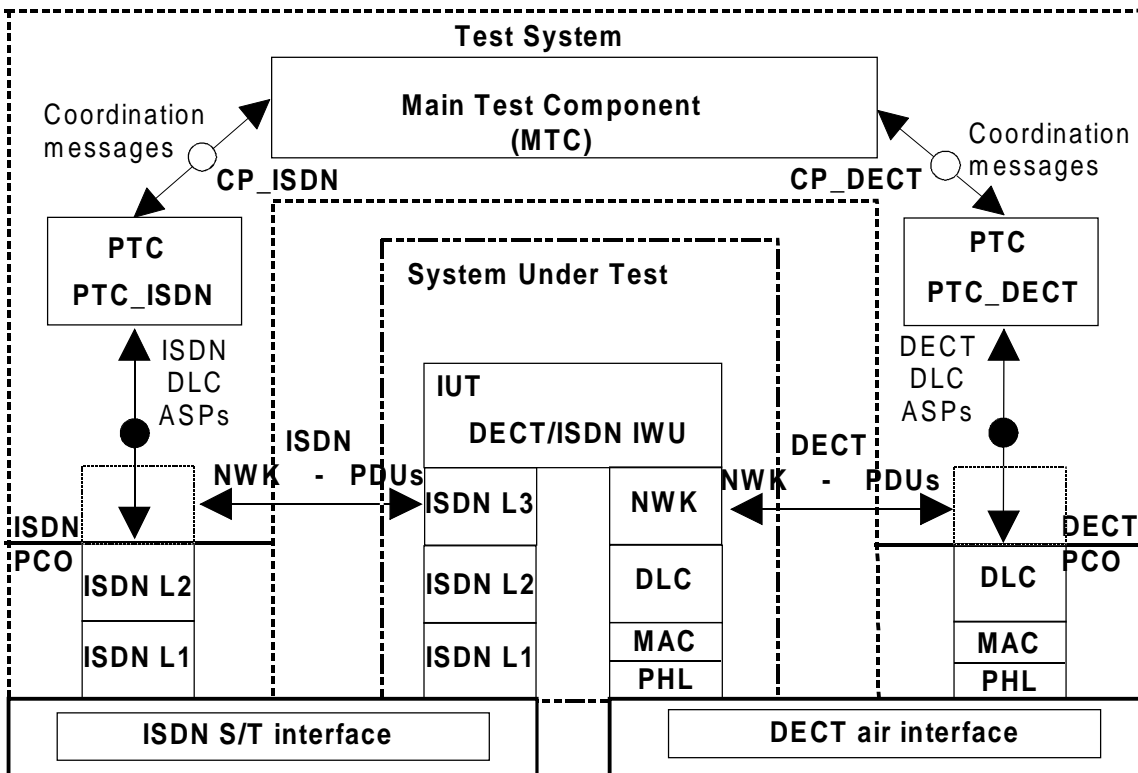 Test System
Main Test Component
(MTC)
Coordination
messages
CP_ISDN
Coordination
messages
CP_DECT
PTC
PTC_ISDN
System Under Test
PTC
PTC_DECT
ISDN
DLC
ASPs
DECT
DLC
ASPs
IUT
DECT/ISDN IWU
ISDN
NWK - PDUs
DECT
NWK - PDUs
ISDN L3
NWK
ISDN
PCO
DECT
PCO
ISDN L2
ISDN L2
DLC
DLC
ISDN L1
ISDN L1
MAC
PHL
MAC
PHL
ISDN S/T interface
DECT air interface